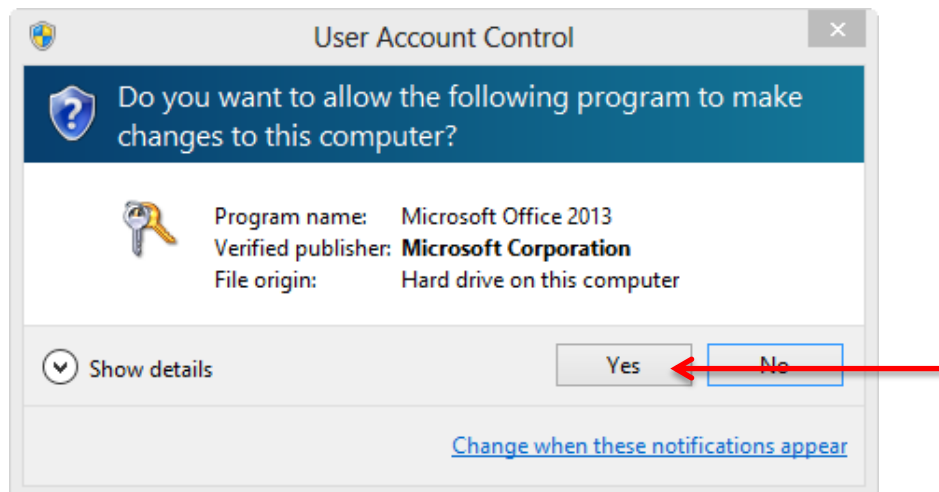 User Account Control
Do you want to allow the following program to make
changes to this computer?
Program name: Microsoft Office 2013
Verified publisher: Microsoft Corporation
File origin: Hard drive on this computer
Show details Yes No
Change when these notifications appear